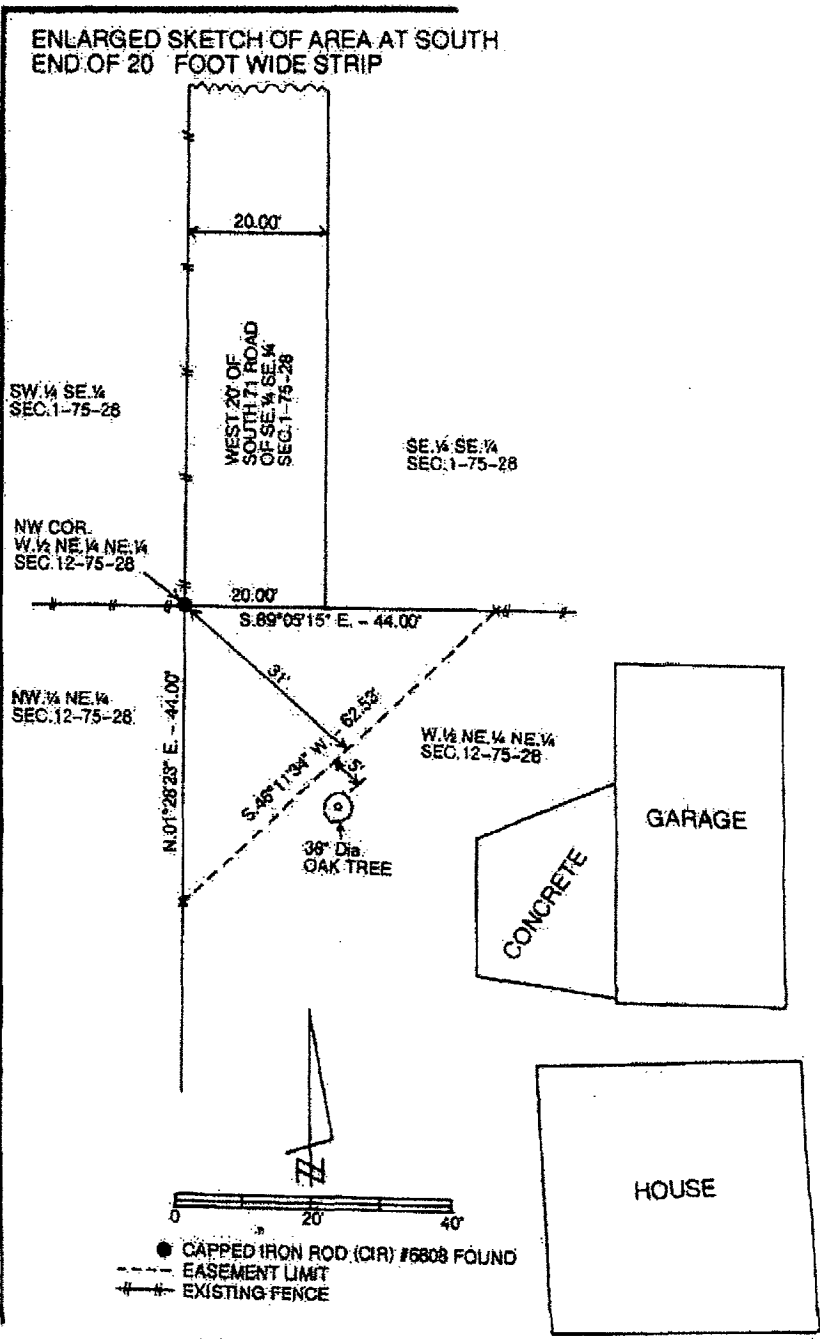 ENLARGED SKETCH OF AREA AT SOUTH
END OF 20 FOOT WIDE STRIP
20.00'
WEST 20' OF
SOUTH 71 ROAD
OF SE.¼ SE.¼
SEC.1-75-28
SW.¼ SE.¼
SEC.1-75-28
SE.¼ SE.¼
SEC.1-75-28
NW COR.
W.½ NE.¼ NE.¼
SEC.12-75-28
20.00'
S.89°05'15" E. - 44.00'
31'
NW.¼ NE.¼
SEC.12-75-28
N.01°28'23" E. - 44.00'
S.46°11'34" W. - 62.53'
5'
W.½ NE.¼ NE.¼
SEC.12-75-28
GARAGE
38" Dia.
OAK TREE
CONCRETE
HOUSE
0 20' 40'
CAPPED IRON ROD (CIR) #6808 FOUND
EASEMENT LIMIT
EXISTING FENCE